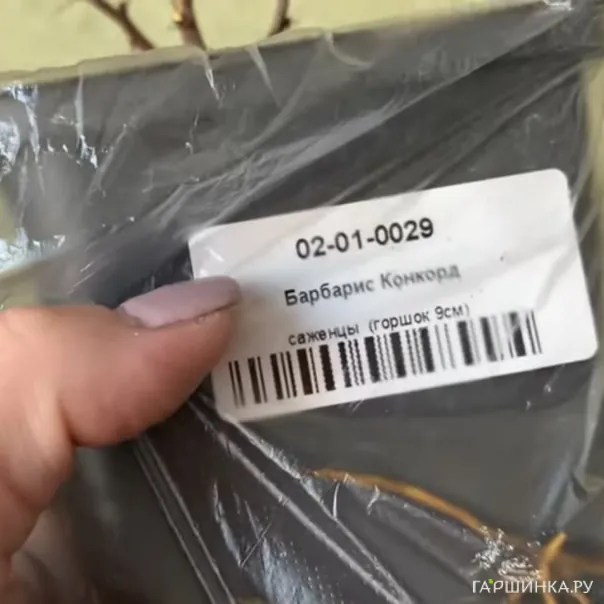 02-01-0029
Барбарис Конкорд
саженцы (горшок 9см)
ГАРШИНКА.РУ